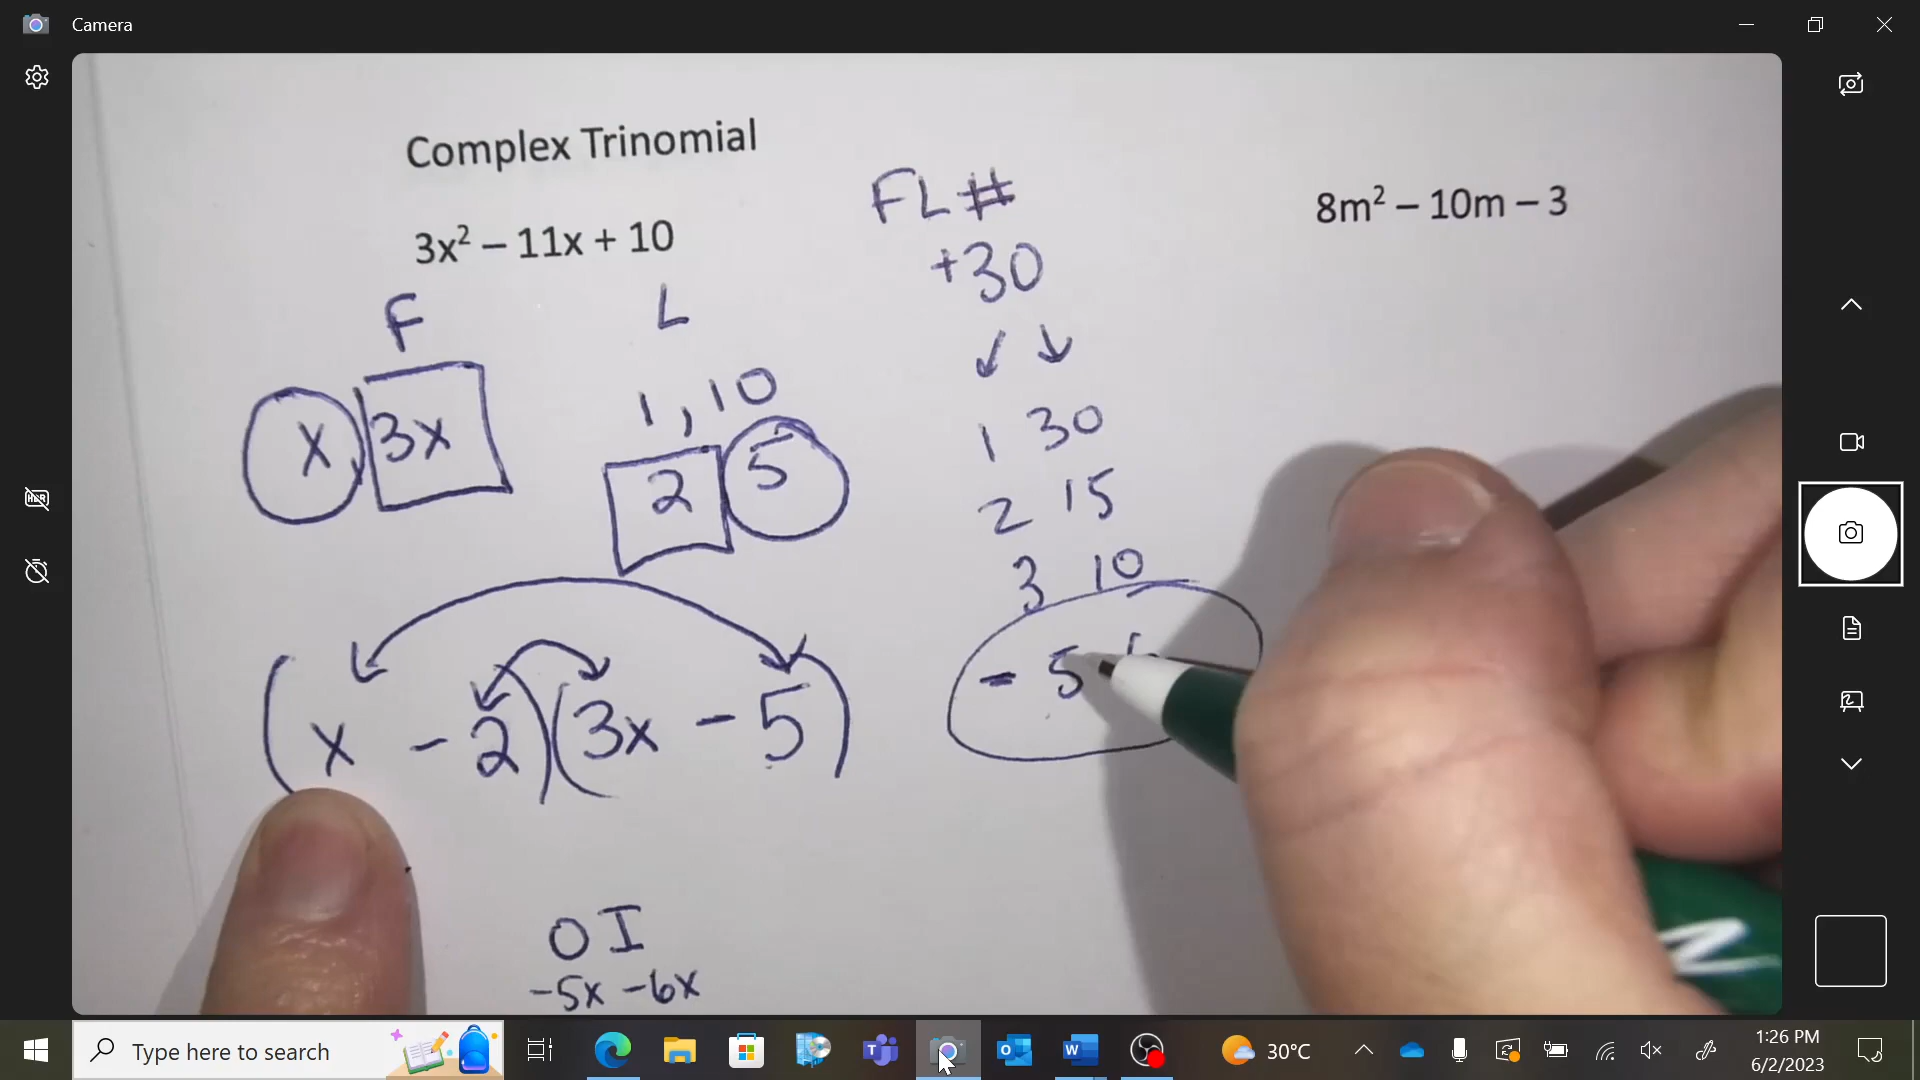 Camera
Complex Trinomial
3x² – 11x + 10
F L
x 3x
1, 10
2 5
(x - 2)(3x - 5)
O I
-5x -6x
FL #
+30
1 30
2 15
3 10
- 5
8m² – 10m – 3
Type here to search
30°C
1:26 PM
6/2/2023